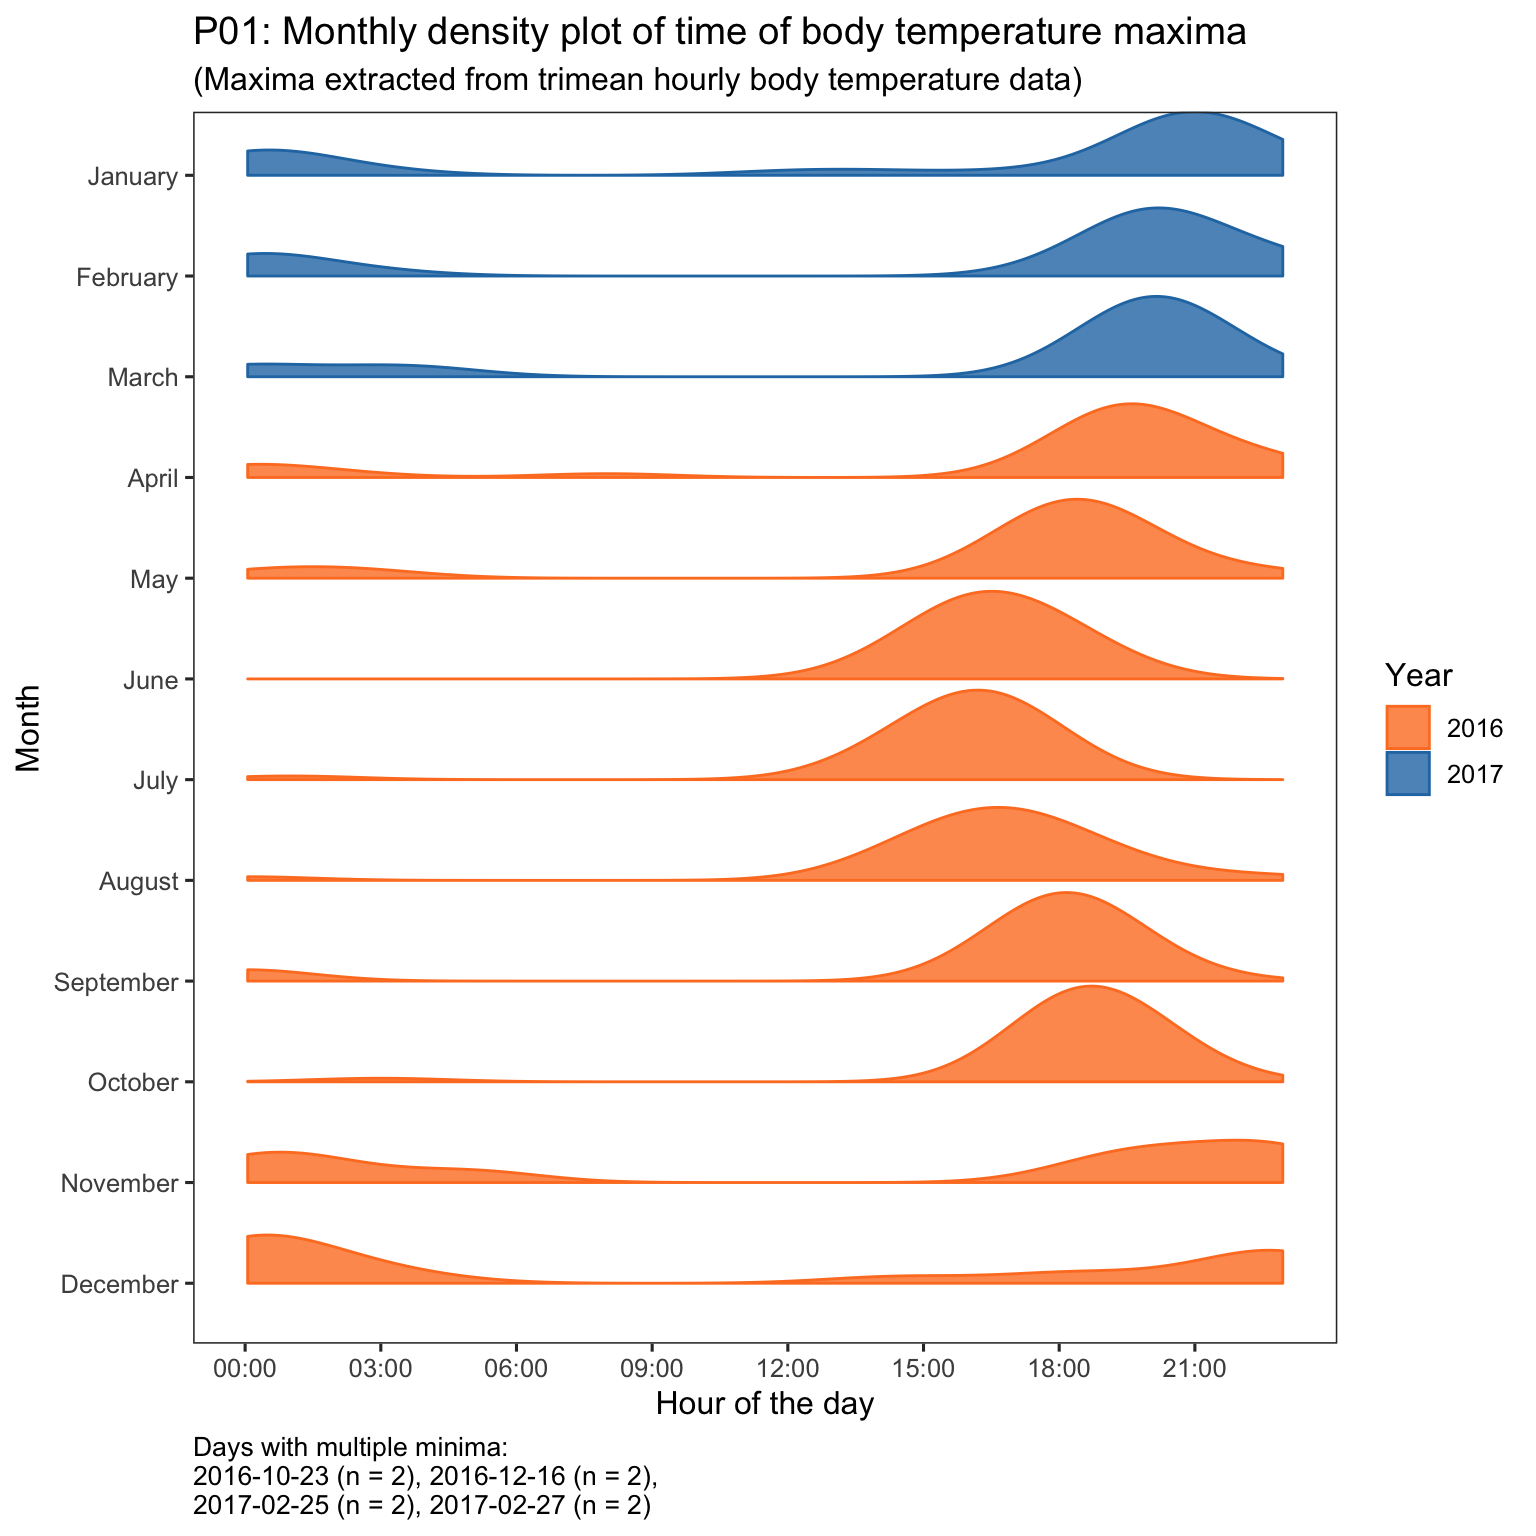 P01: Monthly density plot of time of body temperature maxima
(Maxima extracted from trimean hourly body temperature data)
January
February
March
April
May
June
July
August
September
October
November
December
Month
00:00 03:00 06:00 09:00 12:00 15:00 18:00 21:00
Hour of the day
Year
2016
2017
Days with multiple minima:
2016-10-23 (n = 2), 2016-12-16 (n = 2),
2017-02-25 (n = 2), 2017-02-27 (n = 2)